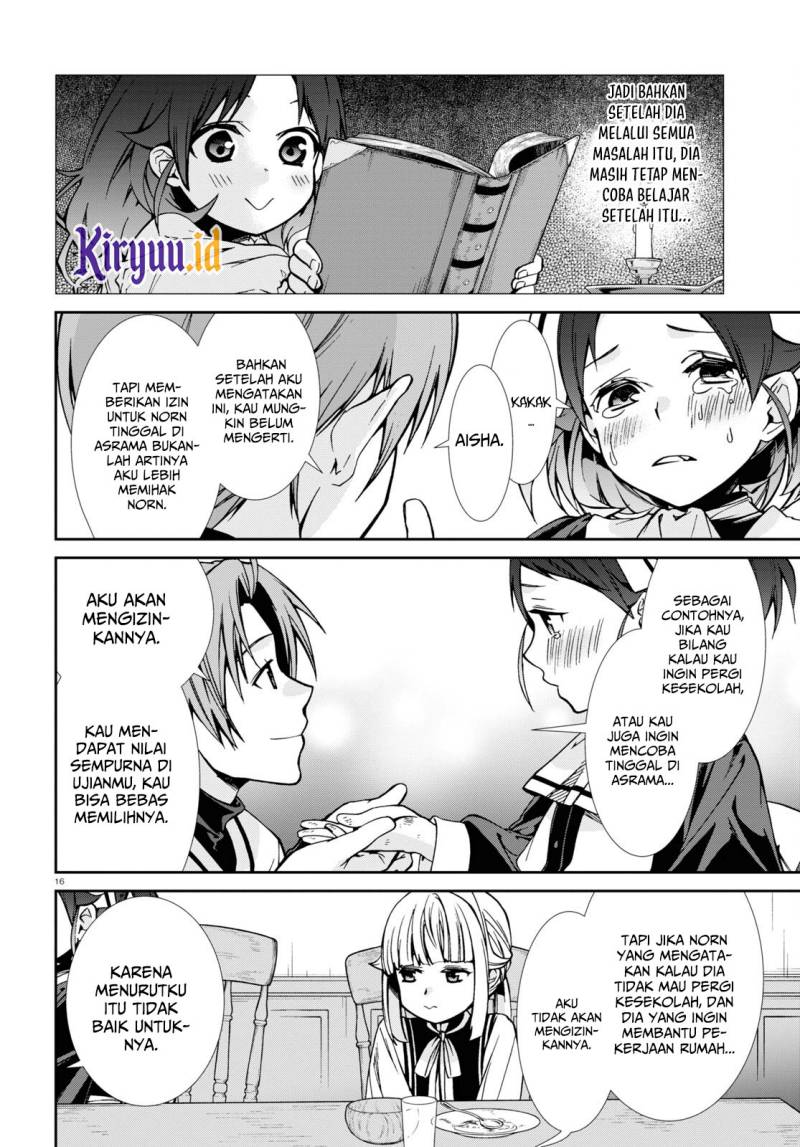 JADI BAHKAN
SETELAH DIA
MELALUI SEMUA
MASALAH ITU, DIA
MASIH TETAP MEN-
COBA BELAJAR
SETELAH ITU...
Kiryuu.id
KAKAK
...
AISHA.
BAHKAN
SETELAH AKU
MENGATAKAN
INI, KAU MUNG-
KIN BELUM
MENGERTI.
TAPI MEM-
BERIKAN IZIN
UNTUK NORN
TINGGAL DI
ASRAMA BUKAN-
LAH ARTINYA
AKU LEBIH
MEMIHAK
NORN.
SEBAGAI
CONTOHNYA,
JIKA KAU
BILANG
KALAU KAU
INGIN PERGI
KESEKOLAH,
ATAU KAU
JUGA INGIN
MENCOBA
TINGGAL DI
ASRAMA...
AKU AKAN
MENGIZIN-
KANNYA.
KAU MEN-
DAPAT NILAI
SEMPURNA DI
UJIANMU, KAU
BISA BEBAS
MEMILIHNYA.
16
TAPI JIKA NORN
YANG MENGATA-
KAN KALAU DIA
TIDAK MAU PERGI
KESEKOLAH, DAN
DIA YANG INGIN
MEMBANTU PE-
KERJAAN RUMAH...
AKU
TIDAK AKAN
MENGIZIN-
KANNYA.
KARENA
MENURUTKU
ITU TIDAK
BAIK UNTUK-
NYA.